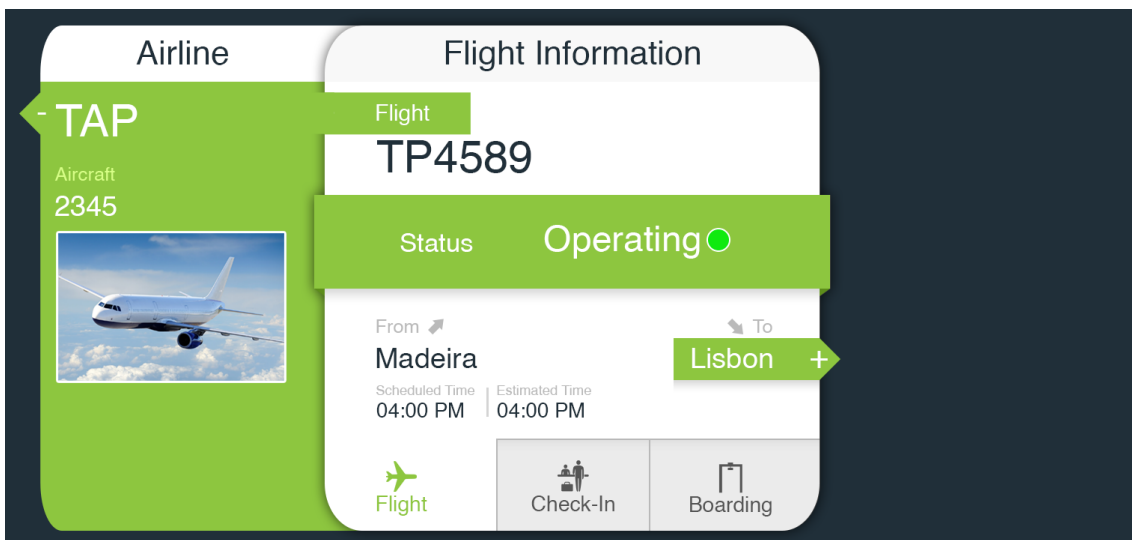 Airline
Flight Information
- TAP
Aircraft
2345
Flight
TP4589
Status Operating
From To
Madeira Lisbon +
Scheduled Time Estimated Time
04:00 PM 04:00 PM
Flight Check-In Boarding